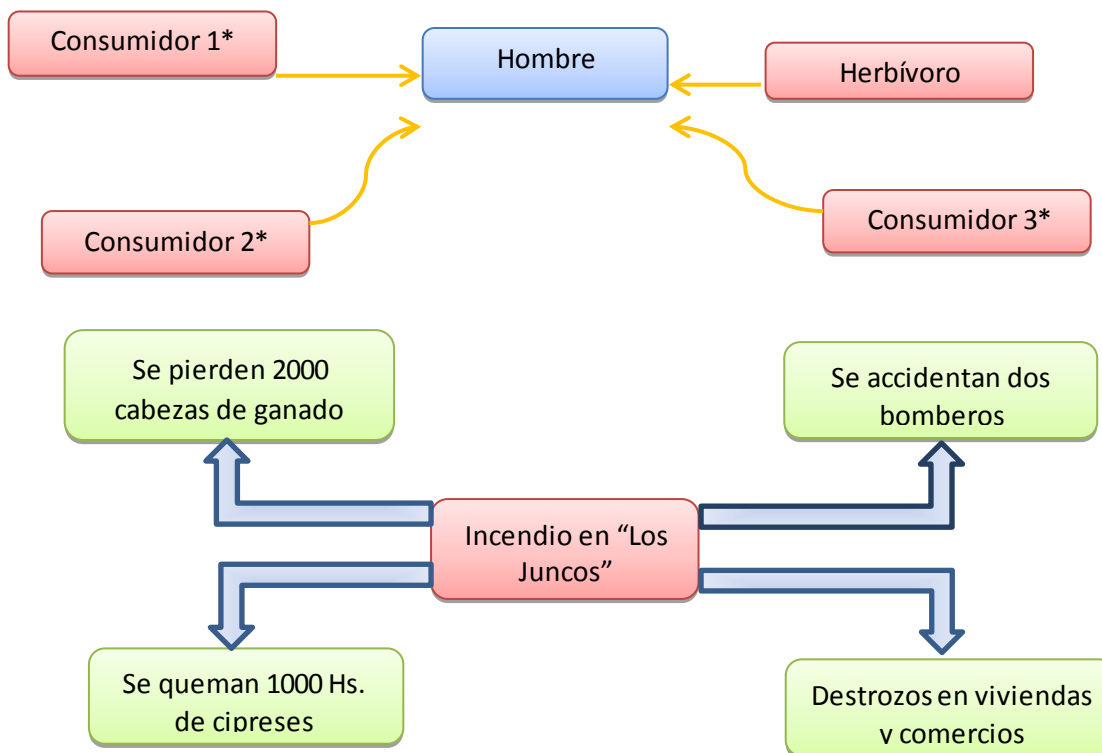 Consumidor 1*
Hombre
Herbívoro
Consumidor 2*
Consumidor 3*
Se pierden 2000
cabezas de ganado
Se accidentan dos
bomberos
Incendio en “Los
Juncos”
Se queman 1000 Hs.
de cipreses
Destrozos en viviendas
y comercios